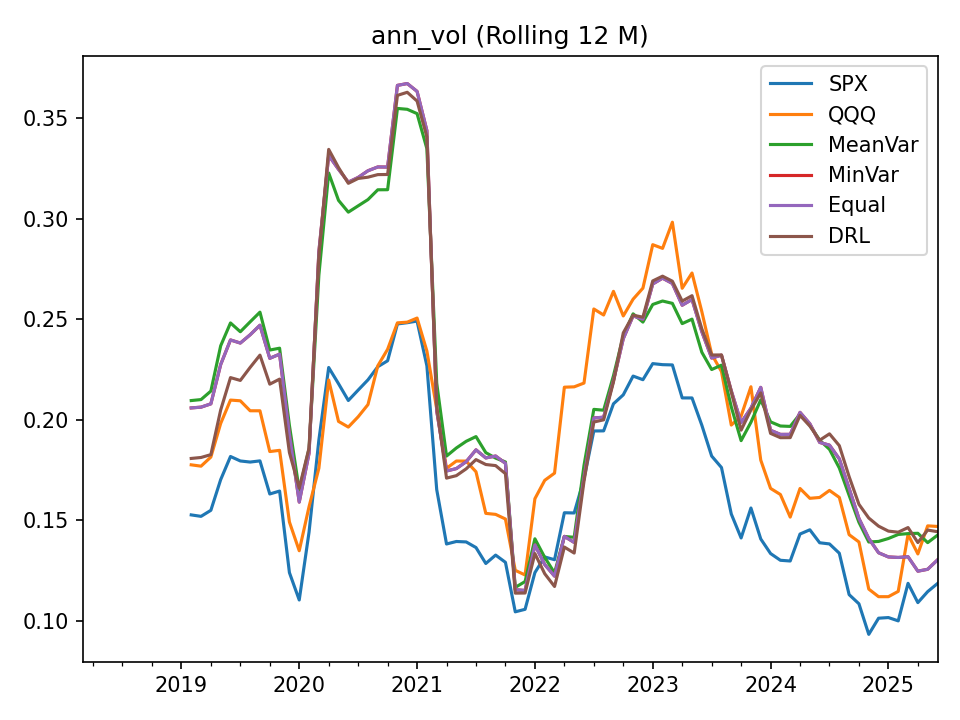 ann_vol (Rolling 12 M)
SPX
QQQ
MeanVar
MinVar
Equal
DRL
0.35
0.30
0.25
0.20
0.15
0.10
2019 2020 2021 2022 2023 2024 2025